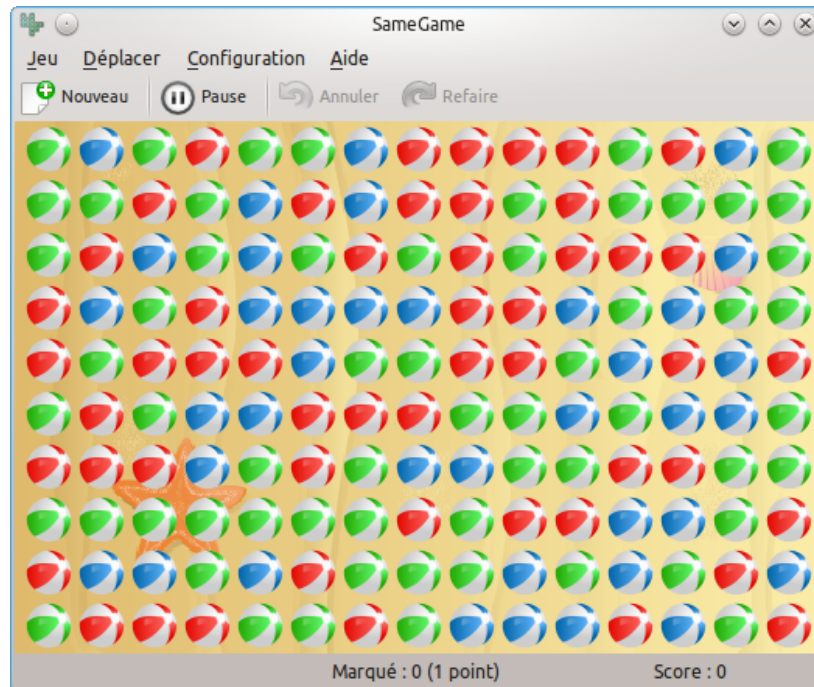 SameGame
Jeu Déplacer Configuration Aide
Nouveau Pause Annuler Refaire
Marqué : 0 (1 point) Score : 0